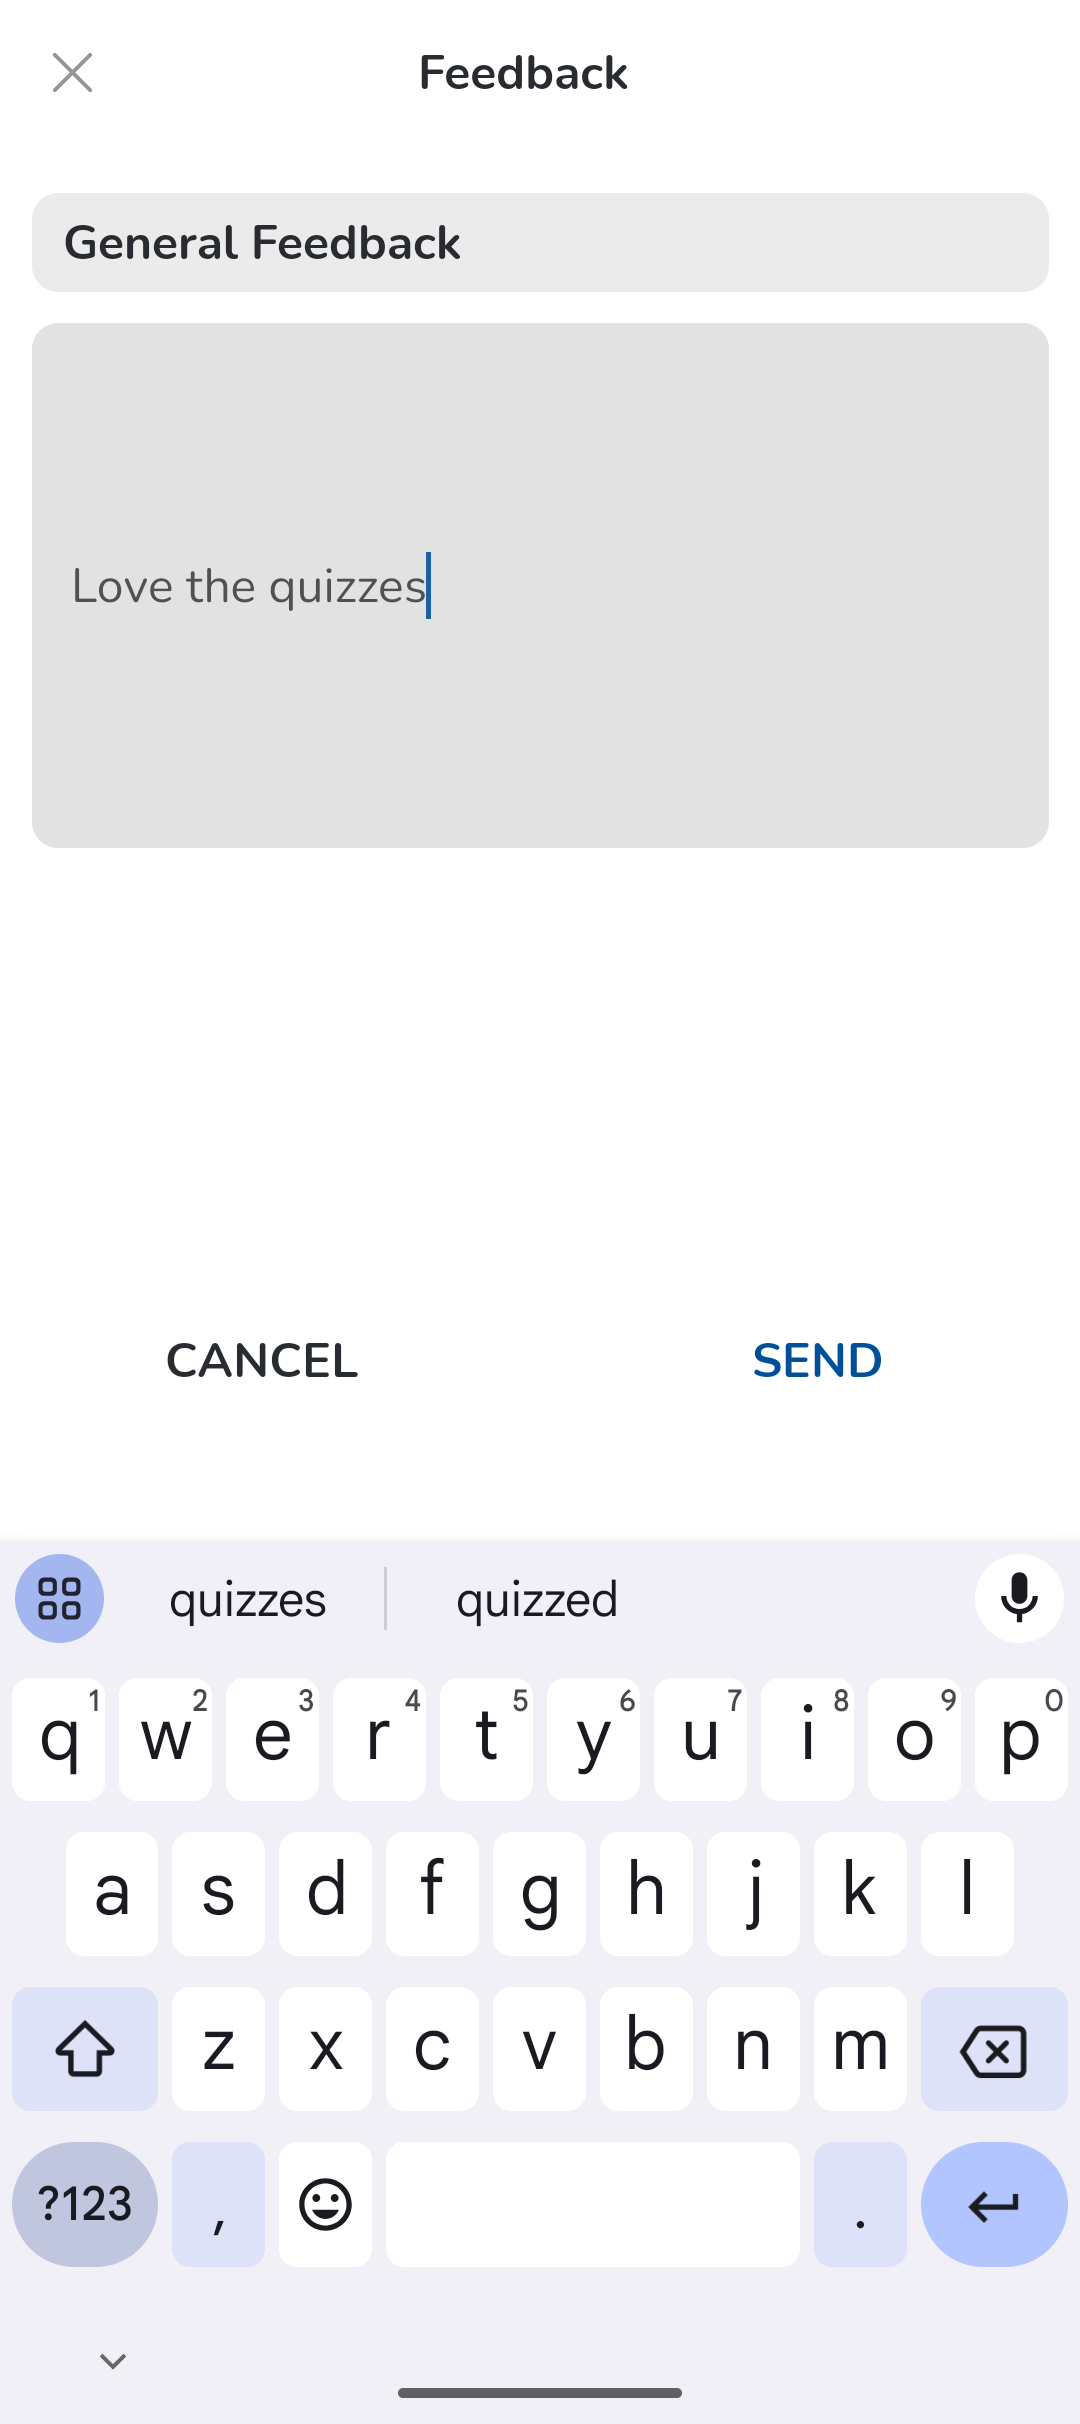 Feedback
General Feedback
Love the quizzes
CANCEL
SEND
quizzes
quizzed
q 1 w 2 e 3 r 4 t 5 y 6 u 7 i 8 o 9 p 0
a s d f g h j k l
z x c v b n m
?123 , .